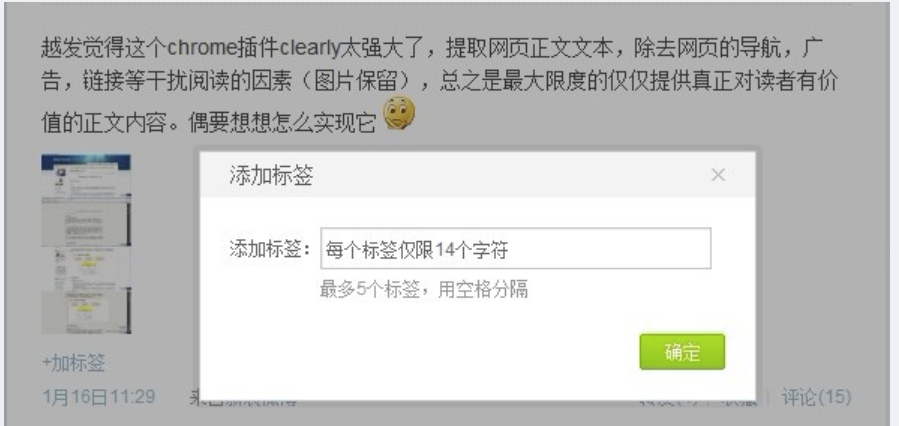 越发觉得这个chrome插件clearly太强大了，提取网页正文文本，除去网页的导航，广
告，链接等干扰阅读的因素（图片保留），总之是最大限度的仅仅提供真正对读者有价
值的正文内容。偶要想想怎么实现它
添加标签
×
添加标签：每个标签仅限14个字符
最多5个标签，用空格分隔
确定
+加标签
1月16日11:29
评论(15)